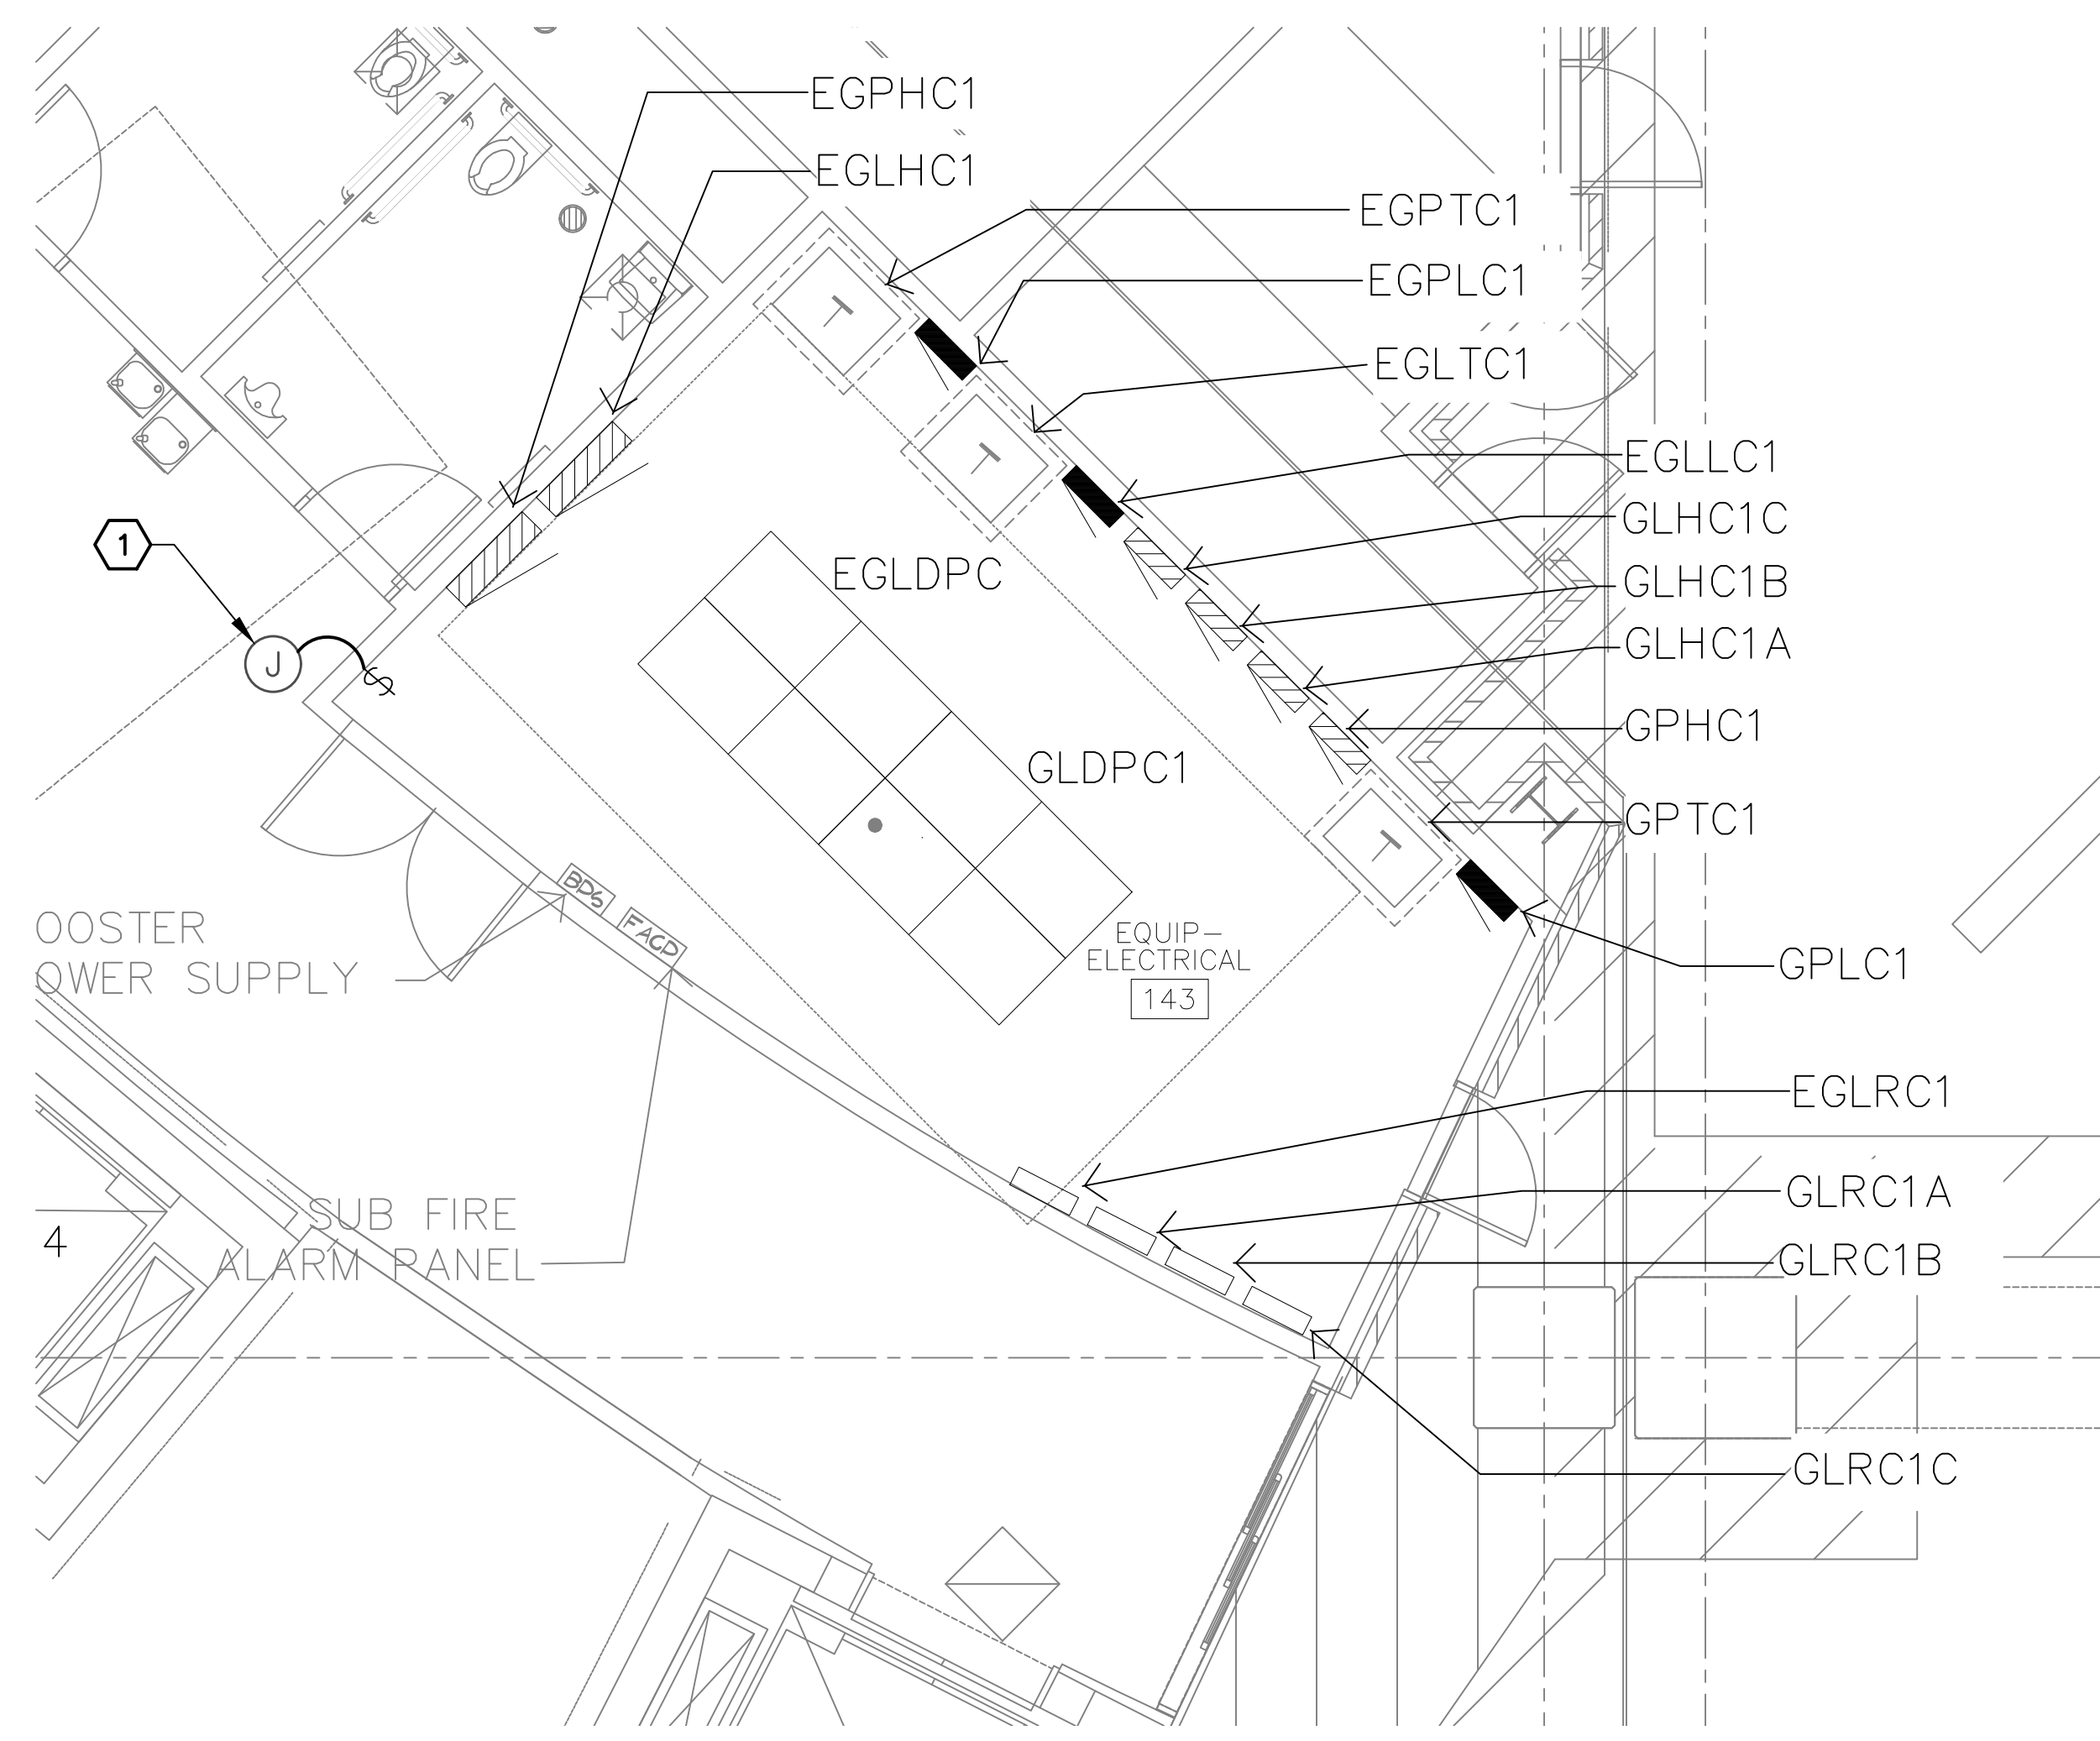 EGPHC1
EGLHC1
EGPTC1
EGPLC1
EGLTC1
EGLLC1
GLHC1C
GLHC1B
GLHC1A
GPHC1
GPTC1
GPLC1
1
J
$
EGLDPC
GLDPC1
BDS
FACD
OOSTER
OWER SUPPLY
EQUIP-
ELECTRICAL
143
EGLRC1
GLRC1A
GLRC1B
GLRC1C
SUB FIRE
ALARM PANEL
4